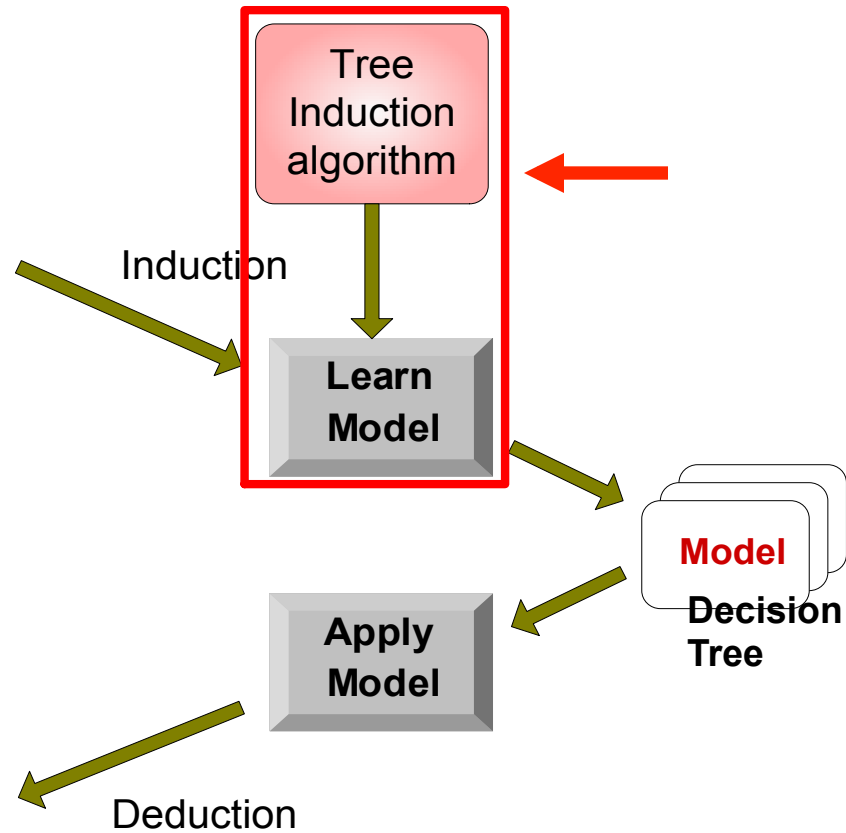 Tree
Induction
algorithm
Induction
Learn
Model
Model
Decision
Tree
Apply
Model
Deduction